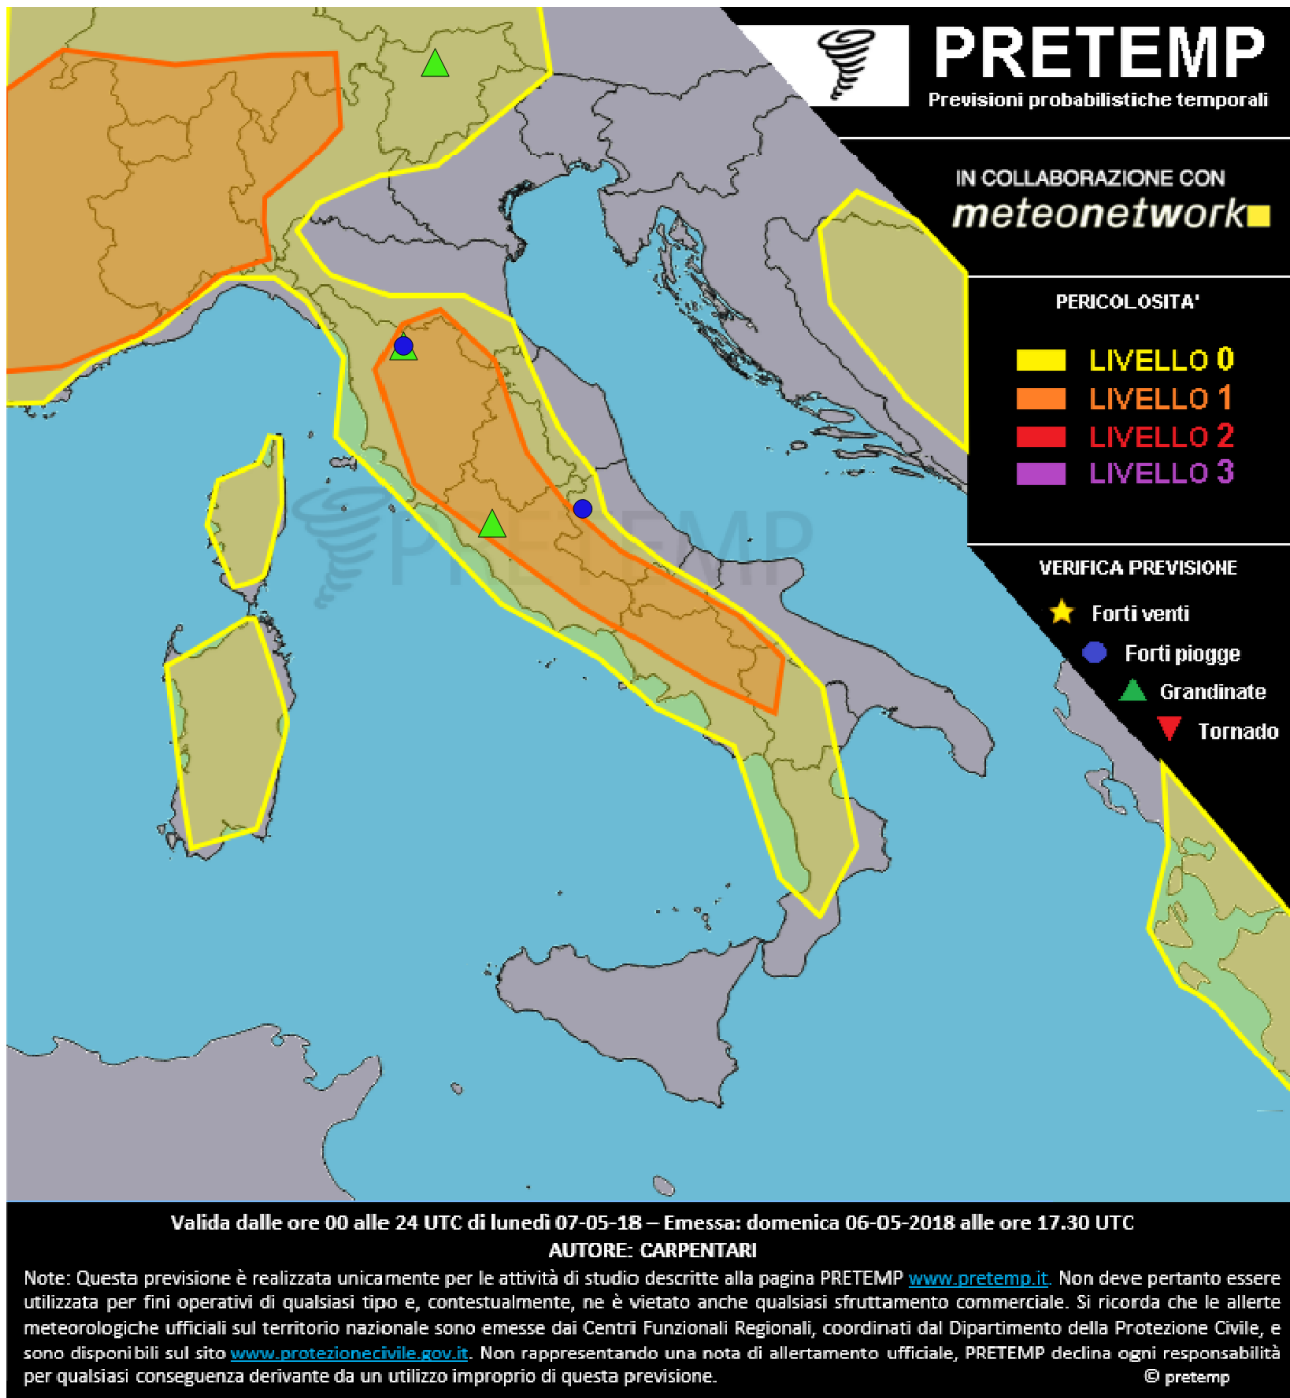 PRETEMP
Previsioni probabilistiche temporali
IN COLLABORAZIONE CON
meteonetwork
PERICOLOSITA'
LIVELLO 0
LIVELLO 1
LIVELLO 2
LIVELLO 3
PRETEMP
VERIFICA PREVISIONE
Forti venti
Forti piogge
Grandinate
Tornado
Valida dalle ore 00 alle 24 UTC di lunedì 07-05-18 – Emessa: domenica 06-05-2018 alle ore 17.30 UTC
AUTORE: CARPENTARI
Note: Questa previsione è realizzata unicamente per le attività di studio descritte alla pagina PRETEMP www.pretemp.it. Non deve pertanto essere
utilizzata per fini operativi di qualsiasi tipo e, contestualmente, ne è vietato anche qualsiasi sfruttamento commerciale. Si ricorda che le allerte
meteorologiche ufficiali sul territorio nazionale sono emesse dai Centri Funzionali Regionali, coordinati dal Dipartimento della Protezione Civile, e
sono disponibili sul sito www.protezionecivile.gov.it. Non rappresentando una nota di allertamento ufficiale, PRETEMP declina ogni responsabilità
per qualsiasi conseguenza derivante da un utilizzo improprio di questa previsione.
© pretemp